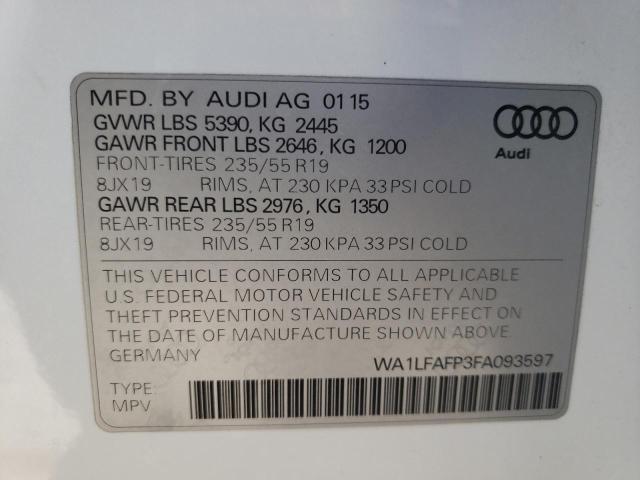 MFD. BY AUDI AG 01 15
GVWR LBS 5390, KG 2445
GAWR FRONT LBS 2646, KG 1200
FRONT-TIRES 235/55 R19
8JX19 RIMS, AT 230 KPA 33 PSI COLD
GAWR REAR LBS 2976, KG 1350
REAR-TIRES 235/55 R19
8JX19 RIMS, AT 230 KPA 33 PSI COLD
Audi
THIS VEHICLE CONFORMS TO ALL APPLICABLE
U.S. FEDERAL MOTOR VEHICLE SAFETY AND
THEFT PREVENTION STANDARDS IN EFFECT ON
THE DATE OF MANUFACTURE SHOWN ABOVE.
GERMANY WA1LFAFP3FA093597
TYPE:
MPV